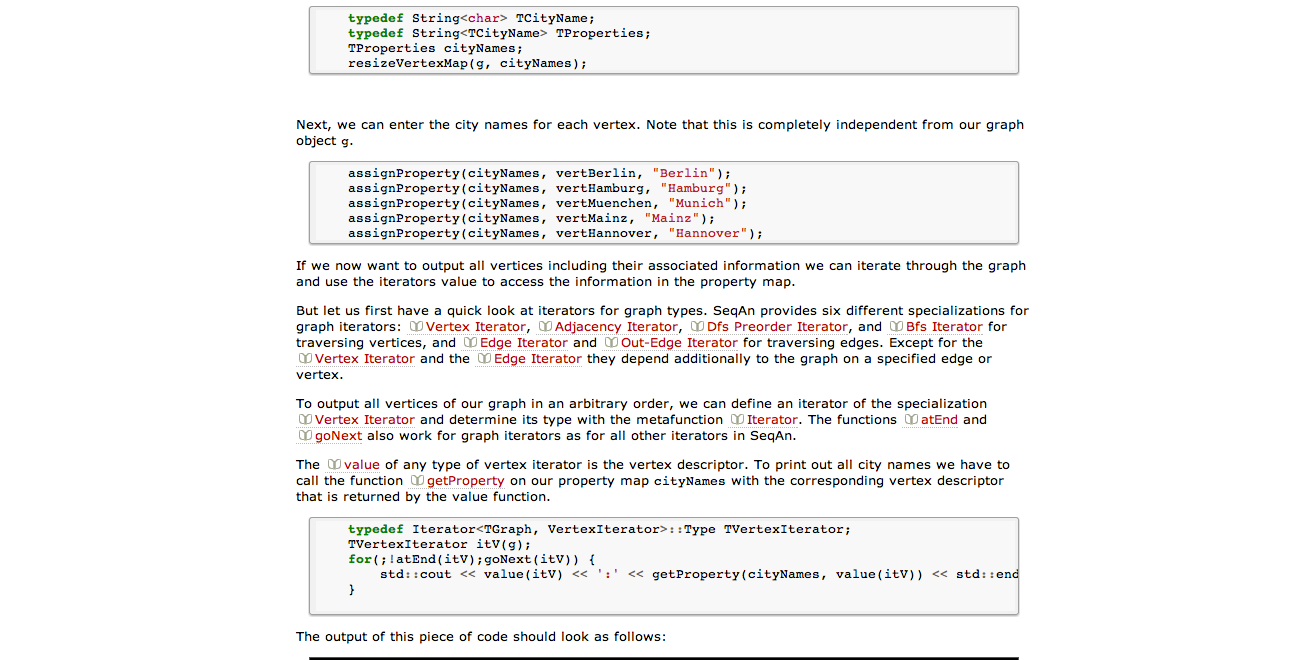 typedef String<char> TCityName;
typedef String<TCityName> TProperties;
TProperties cityNames;
resizeVertexMap(g, cityNames);
Next, we can enter the city names for each vertex. Note that this is completely independent from our graph
object g.
assignProperty(cityNames, vertBerlin, "Berlin");
assignProperty(cityNames, vertHamburg, "Hamburg");
assignProperty(cityNames, vertMuenchen, "Munich");
assignProperty(cityNames, vertMainz, "Mainz");
assignProperty(cityNames, vertHannover, "Hannover");
If we now want to output all vertices including their associated information we can iterate through the graph
and use the iterators value to access the information in the property map.
But let us first have a quick look at iterators for graph types. SeqAn provides six different specializations for
graph iterators: Vertex Iterator, Adjacency Iterator, Dfs Preorder Iterator, and Bfs Iterator for
traversing vertices, and Edge Iterator and Out-Edge Iterator for traversing edges. Except for the
Vertex Iterator and the Edge Iterator they depend additionally to the graph on a specified edge or
vertex.
To output all vertices of our graph in an arbitrary order, we can define an iterator of the specialization
Vertex Iterator and determine its type with the metafunction Iterator. The functions atEnd and
goNext also work for graph iterators as for all other iterators in SeqAn.
The value of any type of vertex iterator is the vertex descriptor. To print out all city names we have to
call the function getProperty on our property map cityNames with the corresponding vertex descriptor
that is returned by the value function.
typedef Iterator<TGraph, VertexIterator>::Type TVertexIterator;
TVertexIterator itV(g);
for(;!atEnd(itV);goNext(itV)) {
std::cout << value(itV) << ':' << getProperty(cityNames, value(itV)) << std::end
}
The output of this piece of code should look as follows: